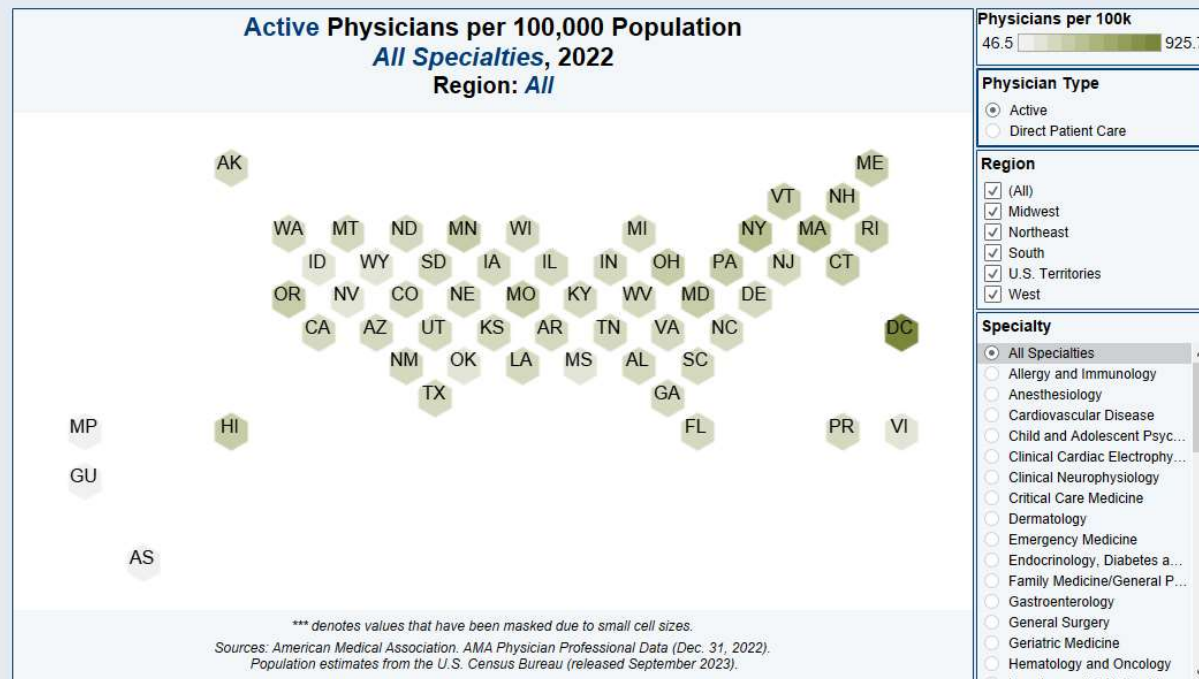 Active Physicians per 100,000 Population
All Specialties, 2022
Region: All
AK
ME
VT
NH
WA
MT
ND
MN
WI
MI
NY
MA
RI
ID
WY
SD
IA
IL
IN
OH
PA
NJ
CT
OR
NV
CO
NE
MO
KY
WV
MD
DE
CA
AZ
UT
KS
AR
TN
VA
NC
DC
NM
OK
LA
MS
AL
SC
TX
GA
MP
HI
FL
PR
VI
GU
AS
*** denotes values that have been masked due to small cell sizes.
Sources: American Medical Association. AMA Physician Professional Data (Dec. 31, 2022).
Population estimates from the U.S. Census Bureau (released September 2023).
Physicians per 100k
46.5 925.7
Physician Type
Active
Direct Patient Care
Region
(All)
Midwest
Northeast
South
U.S. Territories
West
Specialty
All Specialties
Allergy and Immunology
Anesthesiology
Cardiovascular Disease
Child and Adolescent Psyc...
Clinical Cardiac Electrophy...
Clinical Neurophysiology
Critical Care Medicine
Dermatology
Emergency Medicine
Endocrinology, Diabetes a...
Family Medicine/General P...
Gastroenterology
General Surgery
Geriatric Medicine
Hematology and Oncology